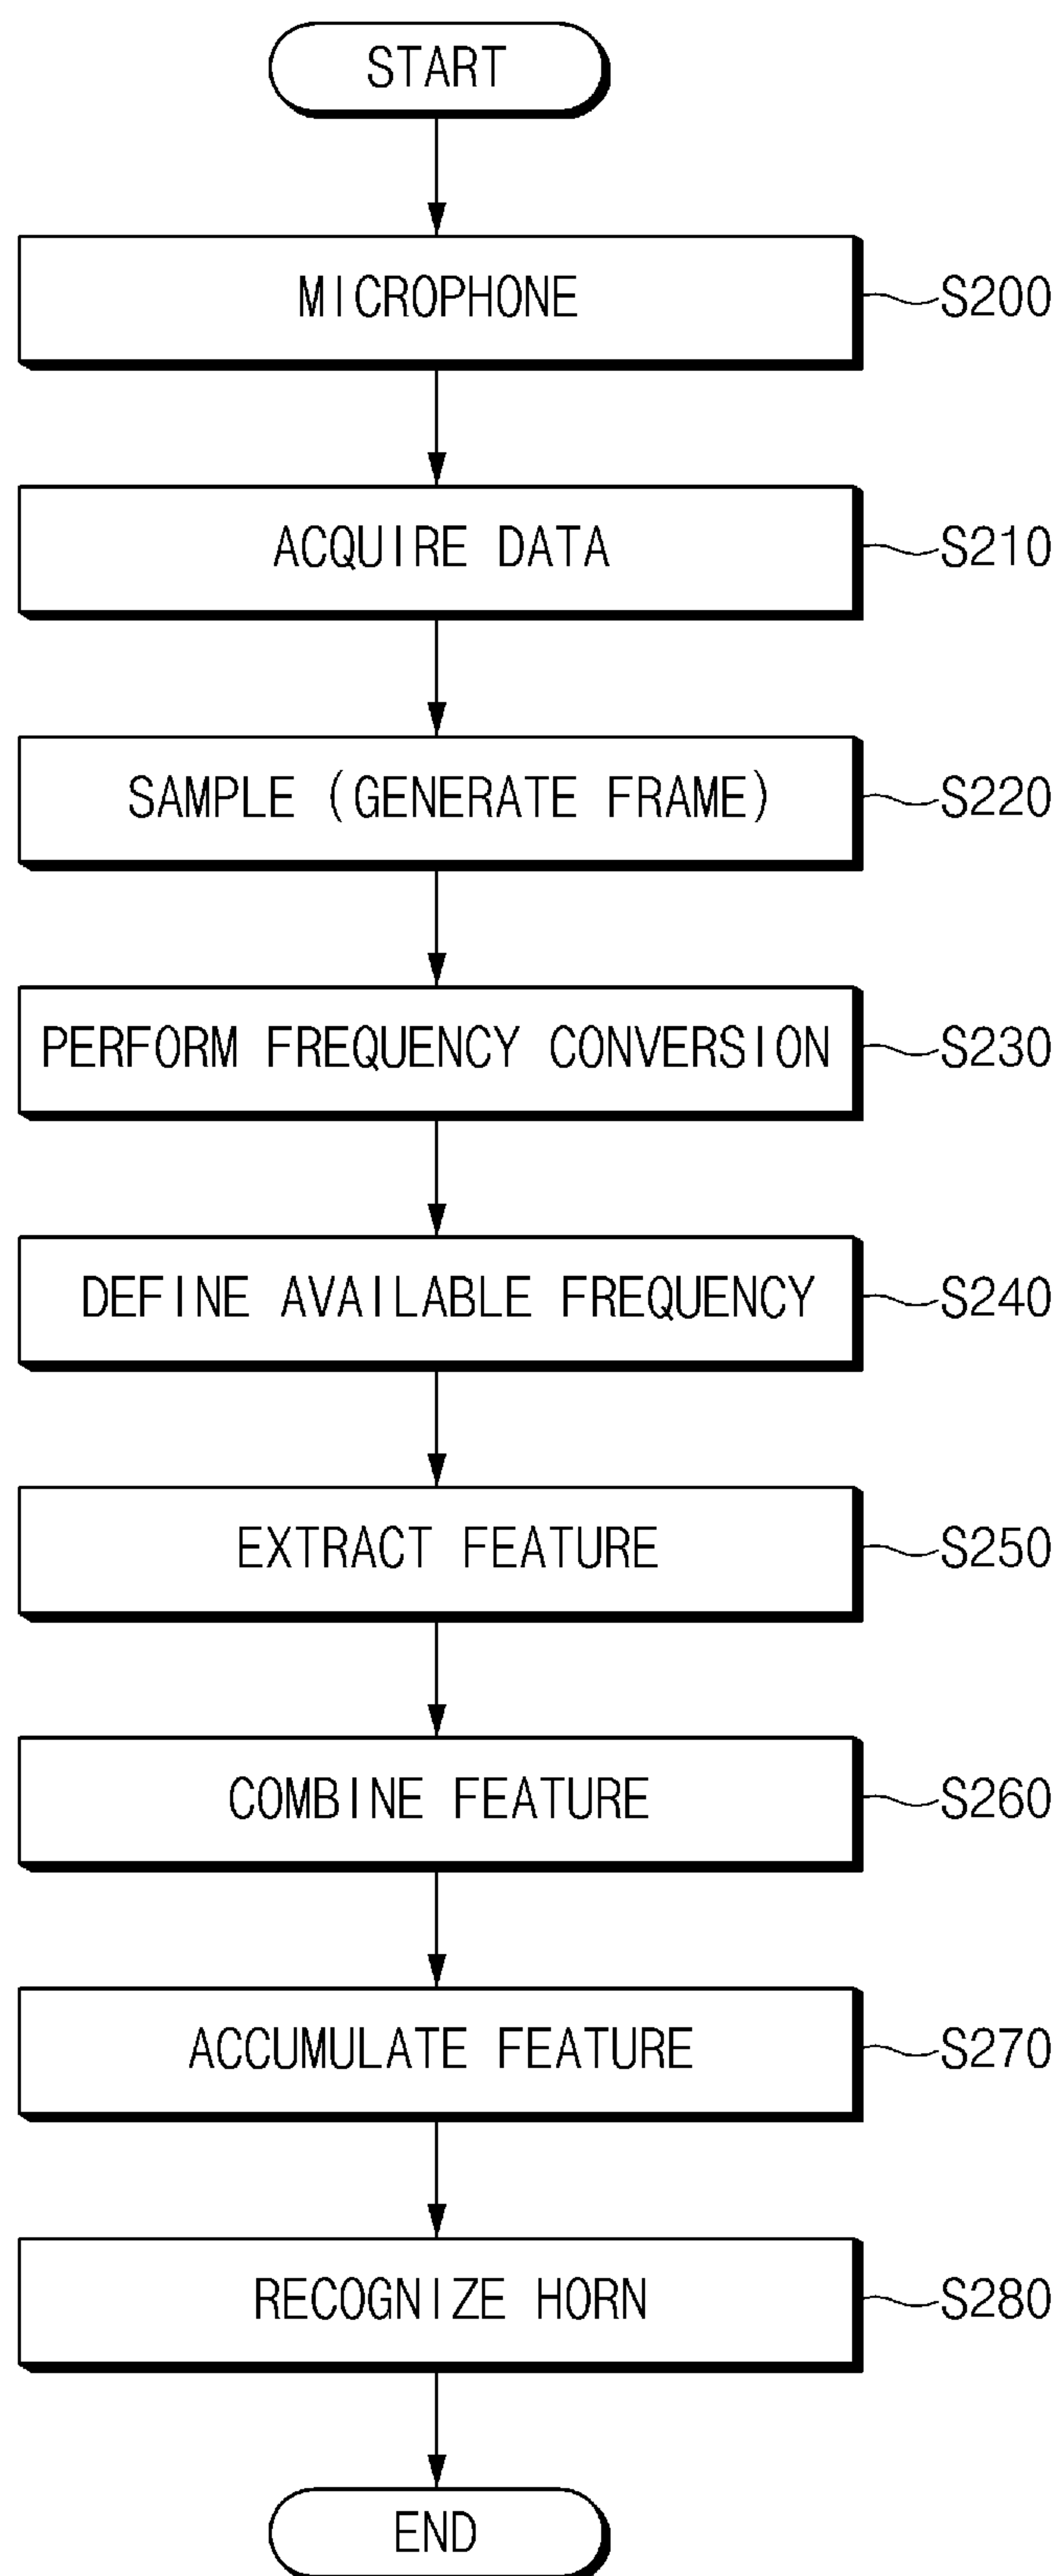 START
MICROPHONE
S200
ACQUIRE DATA
S210
SAMPLE (GENERATE FRAME)
S220
PERFORM FREQUENCY CONVERSION
S230
DEFINE AVAILABLE FREQUENCY
S240
EXTRACT FEATURE
S250
COMBINE FEATURE
S260
ACCUMULATE FEATURE
S270
RECOGNIZE HORN
S280
END